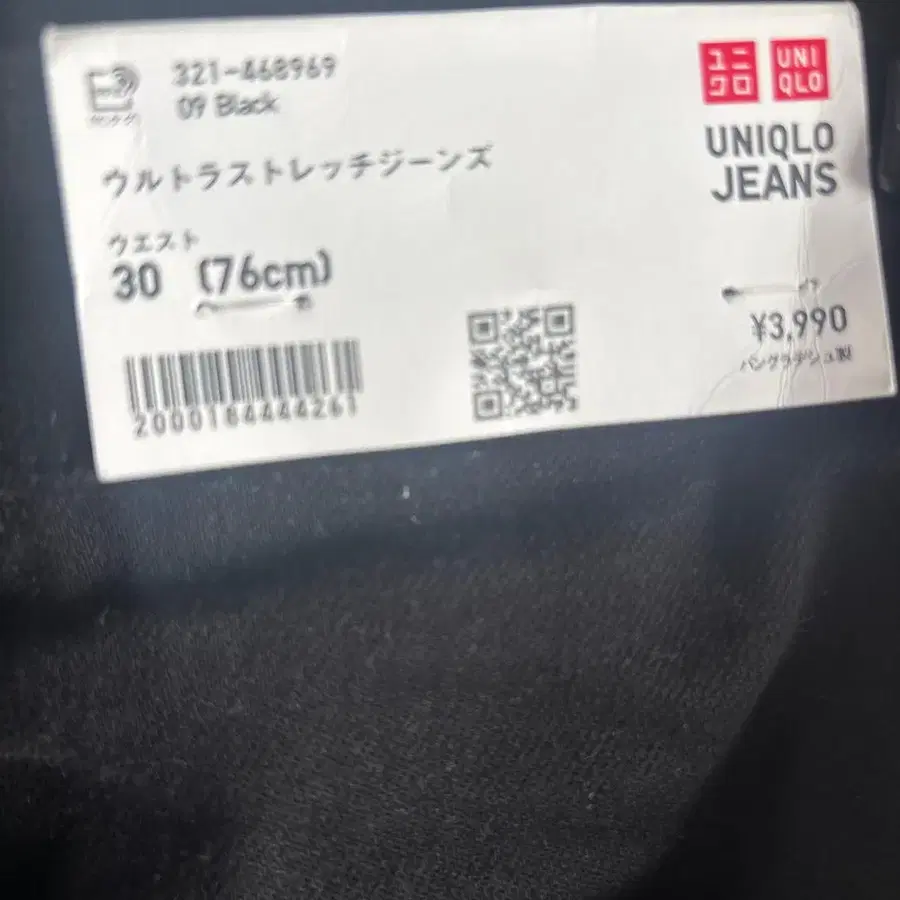 321-468969
09 Black
ユニクロ
UNIQLO
UNIQLO
JEANS
ウルトラストレッチジーンズ
ウエスト
30 (76cm)
¥3,990
バングラデシュ製
2000184444261